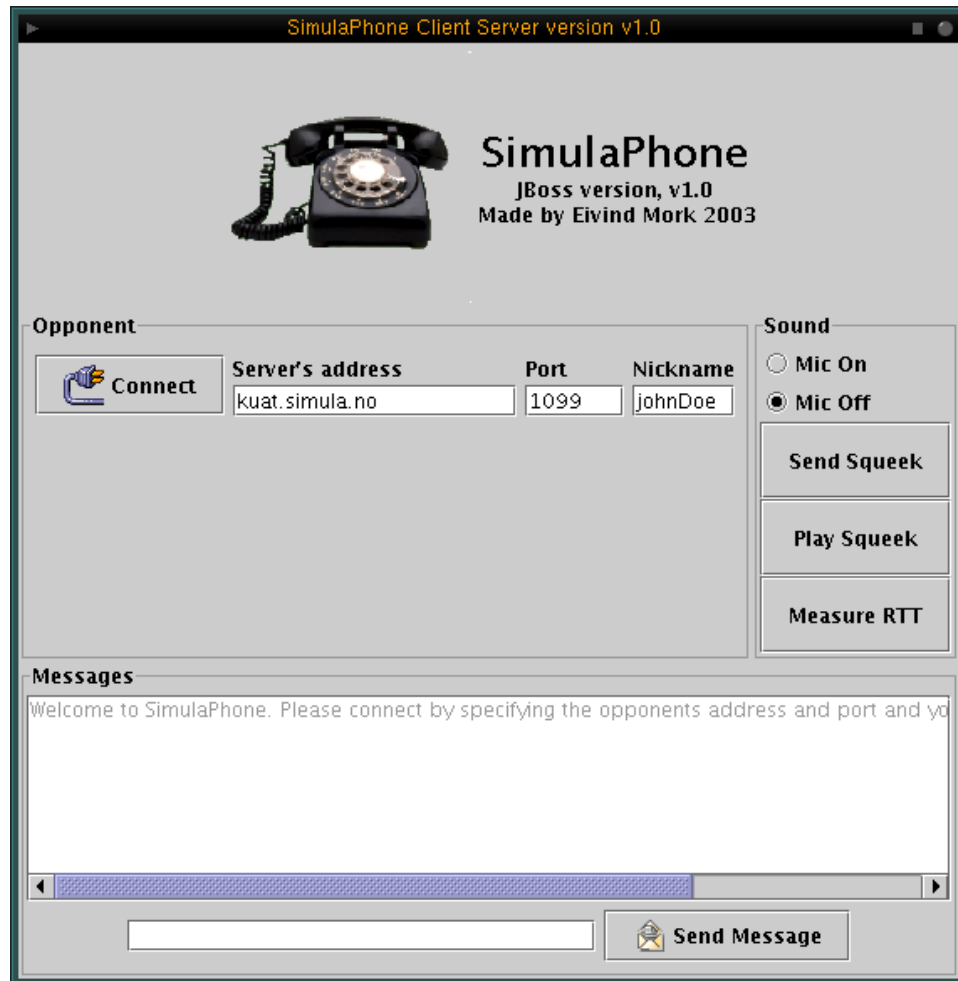 SimulaPhone Client Server version v1.0
SimulaPhone
JBoss version, v1.0
Made by Eivind Mork 2003
Opponent
Connect
Server's address
Port
Nickname
kuat.simula.no
1099
johnDoe
Sound
Mic On
Mic Off
Send Squeek
Play Squeek
Measure RTT
Messages
Welcome to SimulaPhone. Please connect by specifying the opponents address and port and yo
Send Message